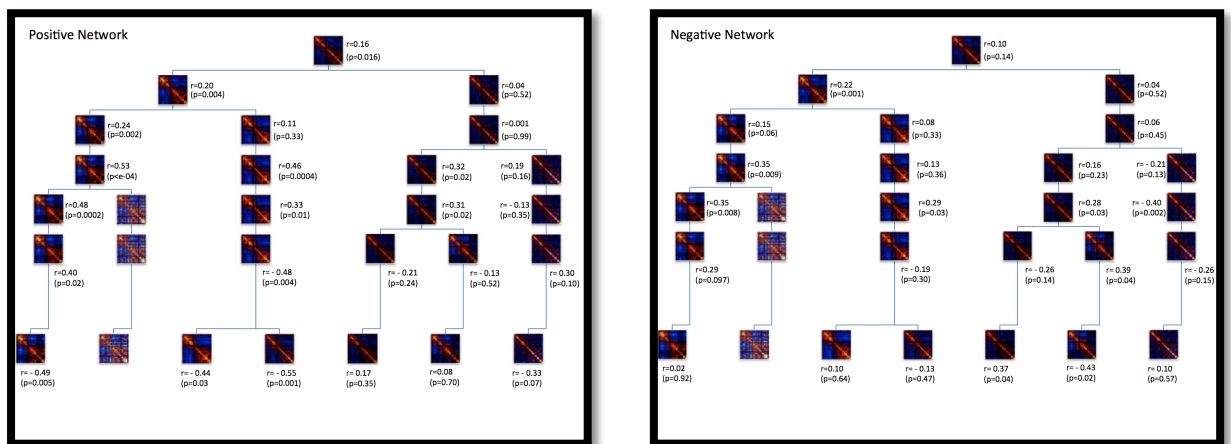 Positive Network
r=0.16
(p=0.016)
r=0.20
(p=0.004)
r=0.04
(p=0.52)
r=0.24
(p=0.002)
r=0.11
(p=0.33)
r=0.001
(p=0.99)
r=0.53
(p<e-04)
r=0.46
(p=0.0004)
r=0.32
(p=0.02)
r=0.19
(p=0.16)
r=0.48
(p=0.0002)
r=0.33
(p=0.01)
r=0.31
(p=0.02)
r= - 0.13
(p=0.35)
r=0.40
(p=0.02)
r= - 0.48
(p=0.004)
r= - 0.21
(p=0.24)
r= - 0.13
(p=0.52)
r= 0.30
(p=0.10)
r= - 0.49
(p=0.005)
r= - 0.44
(p=0.03
r= - 0.55
(p=0.001)
r= 0.17
(p=0.35)
r=0.08
(p=0.70)
r= - 0.33
(p=0.07)
Negative Network
r=0.10
(p=0.14)
r=0.22
(p=0.001)
r=0.04
(p=0.52)
r=0.15
(p=0.06)
r=0.08
(p=0.33)
r=0.06
(p=0.45)
r=0.35
(p=0.009)
r=0.13
(p=0.36)
r=0.16
(p=0.23)
r= - 0.21
(p=0.13)
r=0.35
(p=0.008)
r=0.29
(p=0.03)
r=0.28
(p=0.03)
r= - 0.40
(p=0.002)
r=0.29
(p=0.097)
r= - 0.19
(p=0.30)
r= - 0.26
(p=0.14)
r=0.39
(p=0.04)
r= - 0.26
(p=0.15)
r=0.02
(p=0.92)
r=0.10
(p=0.64)
r= - 0.13
(p=0.47)
r= 0.37
(p=0.04)
r= - 0.43
(p=0.02)
r= 0.10
(p=0.57)